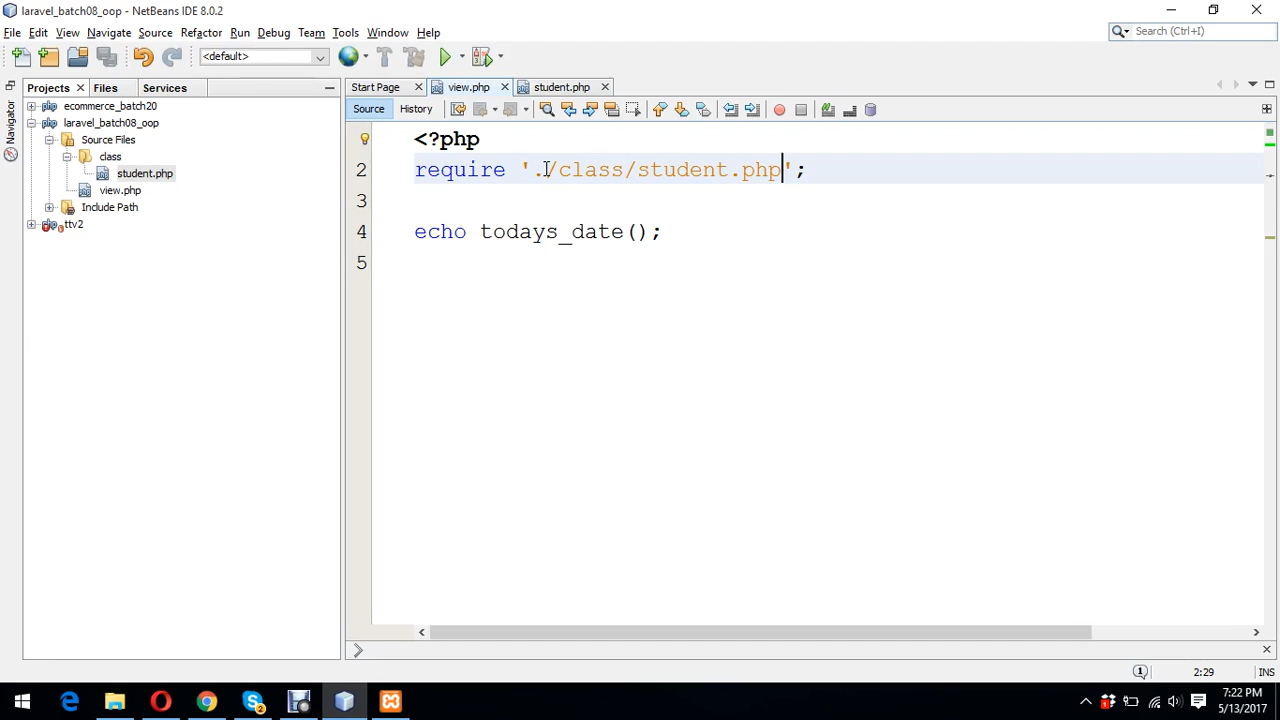 laravel_batch08_oop - NetBeans IDE 8.0.2
File Edit View Navigate Source Refactor Run Debug Team Tools Window Help
Search (Ctrl+I)
<default>
Projects Files Services
Start Page view.php student.php
Source History
Navigator
ecommerce_batch20
laravel_batch08_oop
Source Files
class
student.php
view.php
Include Path
ttv2
<?php
2 require './class/student.php';
3
4 echo todays_date();
5
1 2:29 INS
7:22 PM
5/13/2017